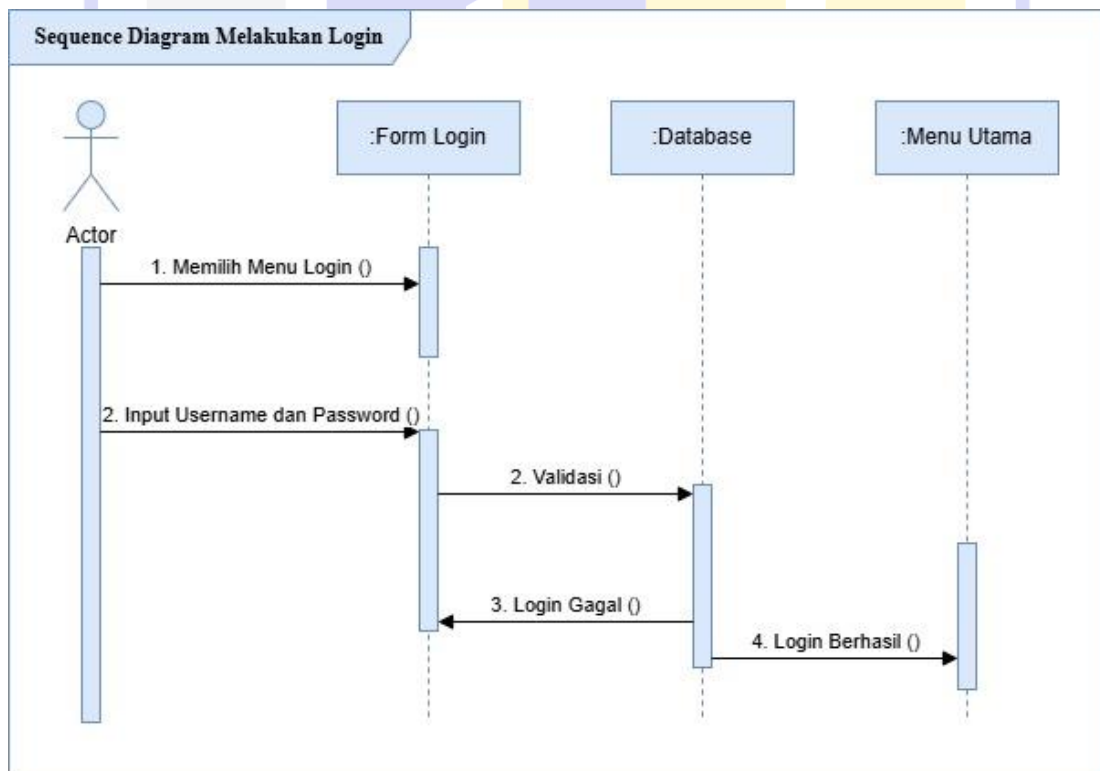 Sequence Diagram Melakukan Login
:Form Login
:Database
:Menu Utama
Actor
1. Memilih Menu Login ()
2. Input Username dan Password ()
2. Validasi ()
3. Login Gagal ()
4. Login Berhasil ()